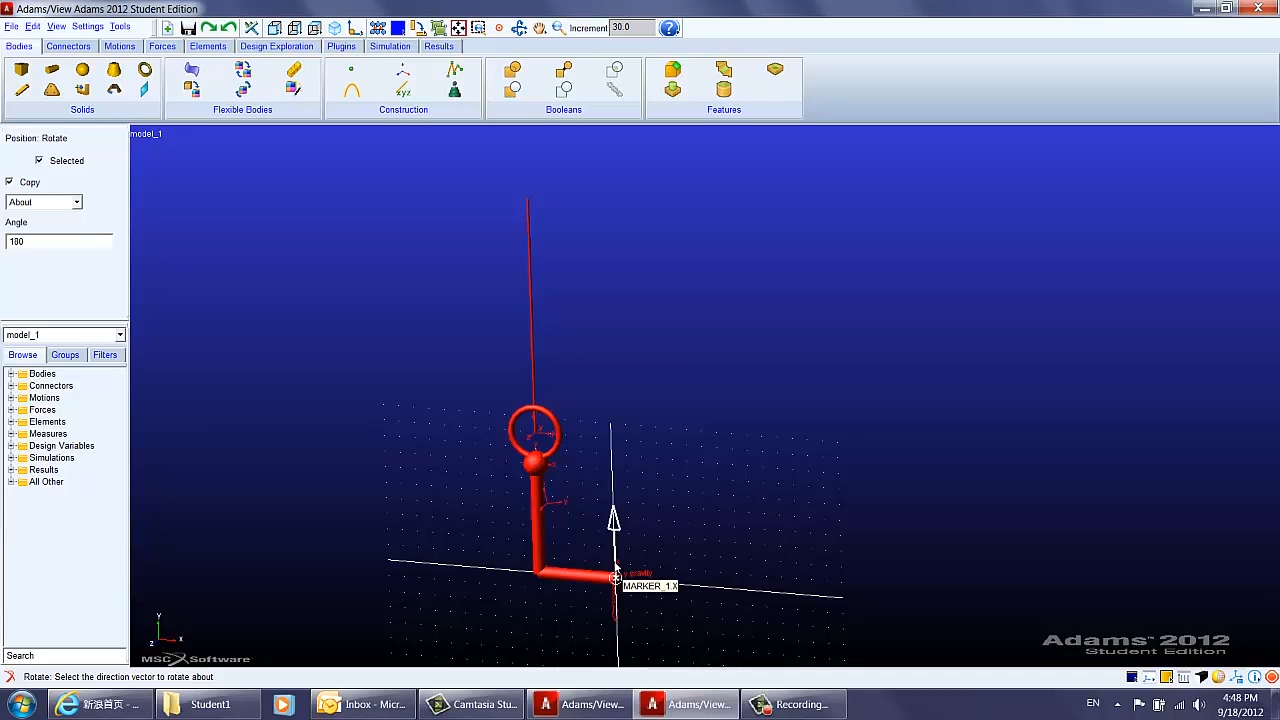 Adams/View Adams 2012 Student Edition
File Edit View Settings Tools
Increment 30.0
Bodies Connectors Motions Forces Elements Design Exploration Plugins Simulation Results
Solids Flexible Bodies Construction Booleans Features
Position: Rotate
Selected
Copy
About
Angle
180
model_1
model_1
Browse Groups Filters
Bodies
Connectors
Motions
Forces
Elements
Measures
Design Variables
Simulations
Results
All Other
Search
gravity
MARKER_1.X
MSC Software
Adams 2012
Student Edition
Rotate: Select the direction vector to rotate about
新浪首页 - ...
Student1
Inbox - Micr...
Camtasia Stu...
Adams/View...
Adams/View...
Recording...
EN
4:48 PM
9/18/2012